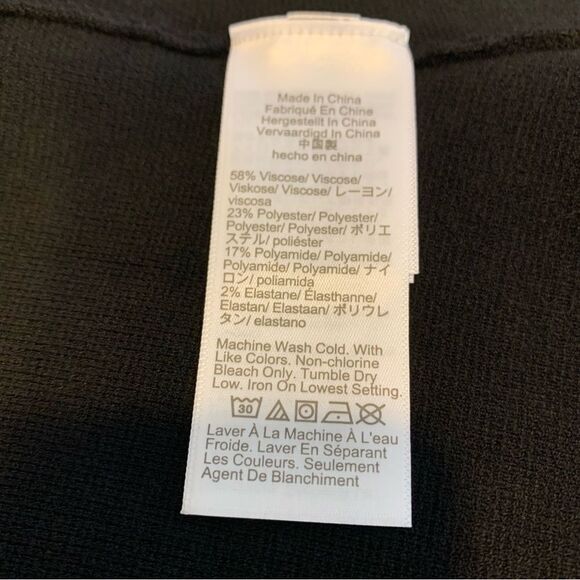 Made In China
Fabriqué En Chine
Hergestellt In China
Vervaardigd In China
中国製
hecho en china
58% Viscose/ Viscose/
Viskose/ Viscose/ レーヨン/
viscosa
23% Polyester/ Polyester/
Polyester/ Polyester/ ポリエ
ステル/ poliéster
17% Polyamide/ Polyamide/
Polyamide/ Polyamide/ ナイ
ロン/ poliamida
2% Elastane/ Élasthanne/
Elastan/ Elastaan/ ポリウレ
タン/ elastano
Machine Wash Cold. With
Like Colors. Non-chlorine
Bleach Only. Tumble Dry
Low. Iron On Lowest Setting.
30
Laver À La Machine À L'eau
Froide. Laver En Séparant
Les Couleurs. Seulement
Agent De Blanchiment